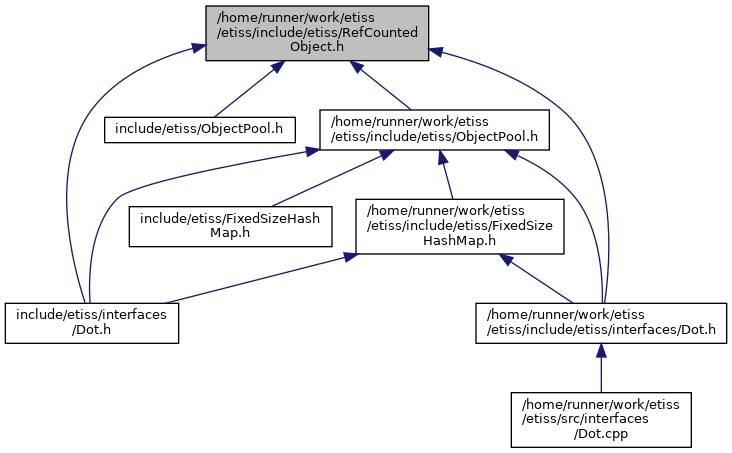 /home/runner/work/etiss
/etiss/include/etiss/RefCounted
Object.h
include/etiss/ObjectPool.h
/home/runner/work/etiss
/etiss/include/etiss/ObjectPool.h
include/etiss/FixedSizeHash
Map.h
/home/runner/work/etiss
/etiss/include/etiss/FixedSize
HashMap.h
include/etiss/interfaces
/Dot.h
/home/runner/work/etiss
/etiss/include/etiss/interfaces/Dot.h
/home/runner/work/etiss
/etiss/src/interfaces
/Dot.cpp